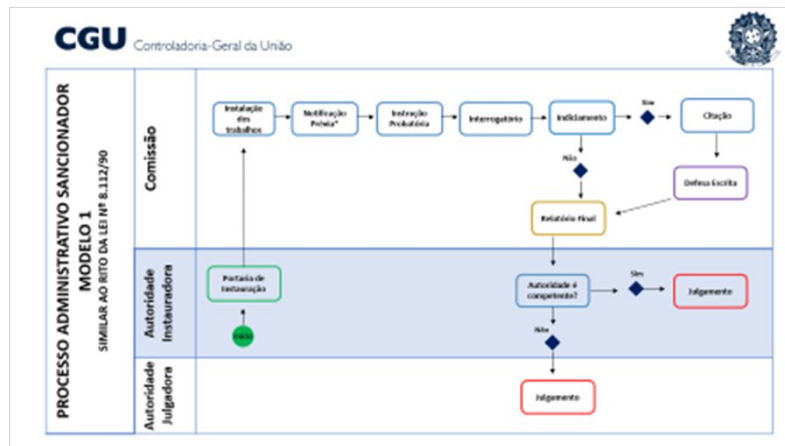 CGU Controladoria-Geral da União
PROCESSO ADMINISTRATIVO SANCIONADOR
MODELO 1
SIMILAR AO RITO DA LEI Nº 8.112/90
Comissão
Instalação
dos
trabalhos
Notificação
Prévia*
Instrução
Probatória
Interrogatório
Indiciamento
Sim
Citação
Não
Defesa Escrita
Relatório Final
Autoridade
Instauradora
Portaria de
Instauração
Início
Autoridade é
competente?
Sim
Julgamento
Não
Autoridade
Julgadora
Julgamento